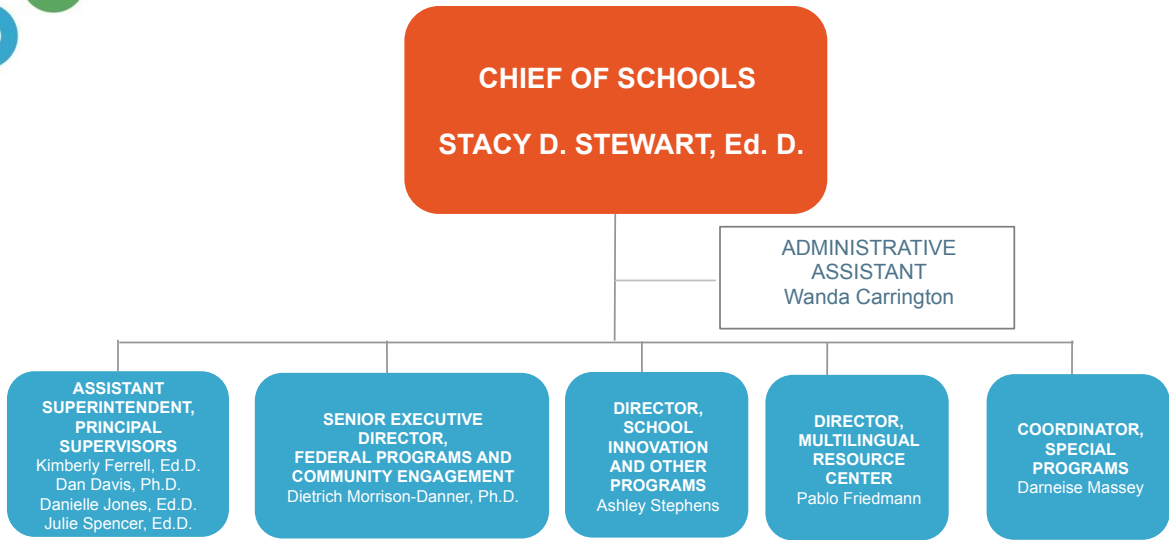 CHIEF OF SCHOOLS
STACY D. STEWART, Ed. D.
ADMINISTRATIVE
ASSISTANT
Wanda Carrington
ASSISTANT
SUPERINTENDENT,
PRINCIPAL
SUPERVISORS
Kimberly Ferrell, Ed.D.
Dan Davis, Ph.D.
Danielle Jones, Ed.D.
Julie Spencer, Ed.D.
SENIOR EXECUTIVE
DIRECTOR,
FEDERAL PROGRAMS AND
COMMUNITY ENGAGEMENT
Dietrich Morrison-Danner, Ph.D.
DIRECTOR,
SCHOOL
INNOVATION
AND OTHER
PROGRAMS
Ashley Stephens
DIRECTOR,
MULTILINGUAL
RESOURCE
CENTER
Pablo Friedmann
COORDINATOR,
SPECIAL
PROGRAMS
Darneise Massey